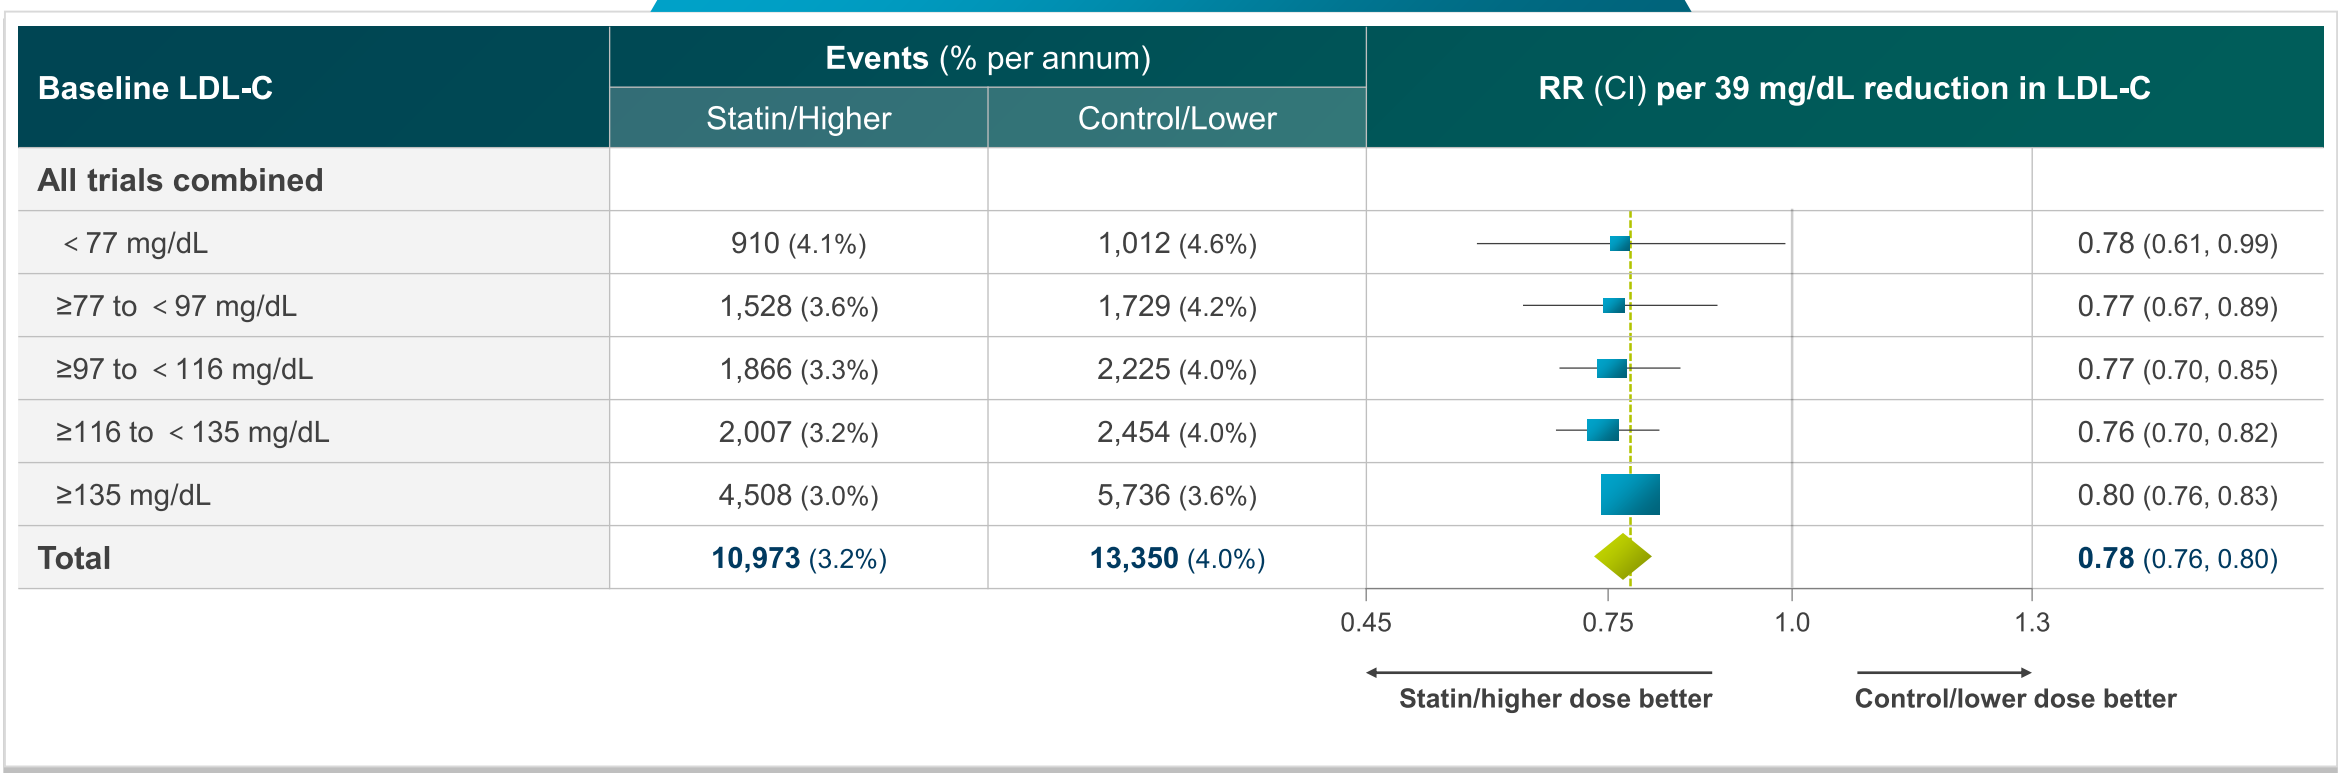 Baseline LDL-C
Events (% per annum)
Statin/Higher
Control/Lower
RR (CI) per 39 mg/dL reduction in LDL-C
All trials combined
< 77 mg/dL 910 (4.1%) 1,012 (4.6%) 0.78 (0.61, 0.99)
≥77 to < 97 mg/dL 1,528 (3.6%) 1,729 (4.2%) 0.77 (0.67, 0.89)
≥97 to < 116 mg/dL 1,866 (3.3%) 2,225 (4.0%) 0.77 (0.70, 0.85)
≥116 to < 135 mg/dL 2,007 (3.2%) 2,454 (4.0%) 0.76 (0.70, 0.82)
≥135 mg/dL 4,508 (3.0%) 5,736 (3.6%) 0.80 (0.76, 0.83)
Total 10,973 (3.2%) 13,350 (4.0%) 0.78 (0.76, 0.80)
0.45 0.75 1.0 1.3
Statin/higher dose better Control/lower dose better